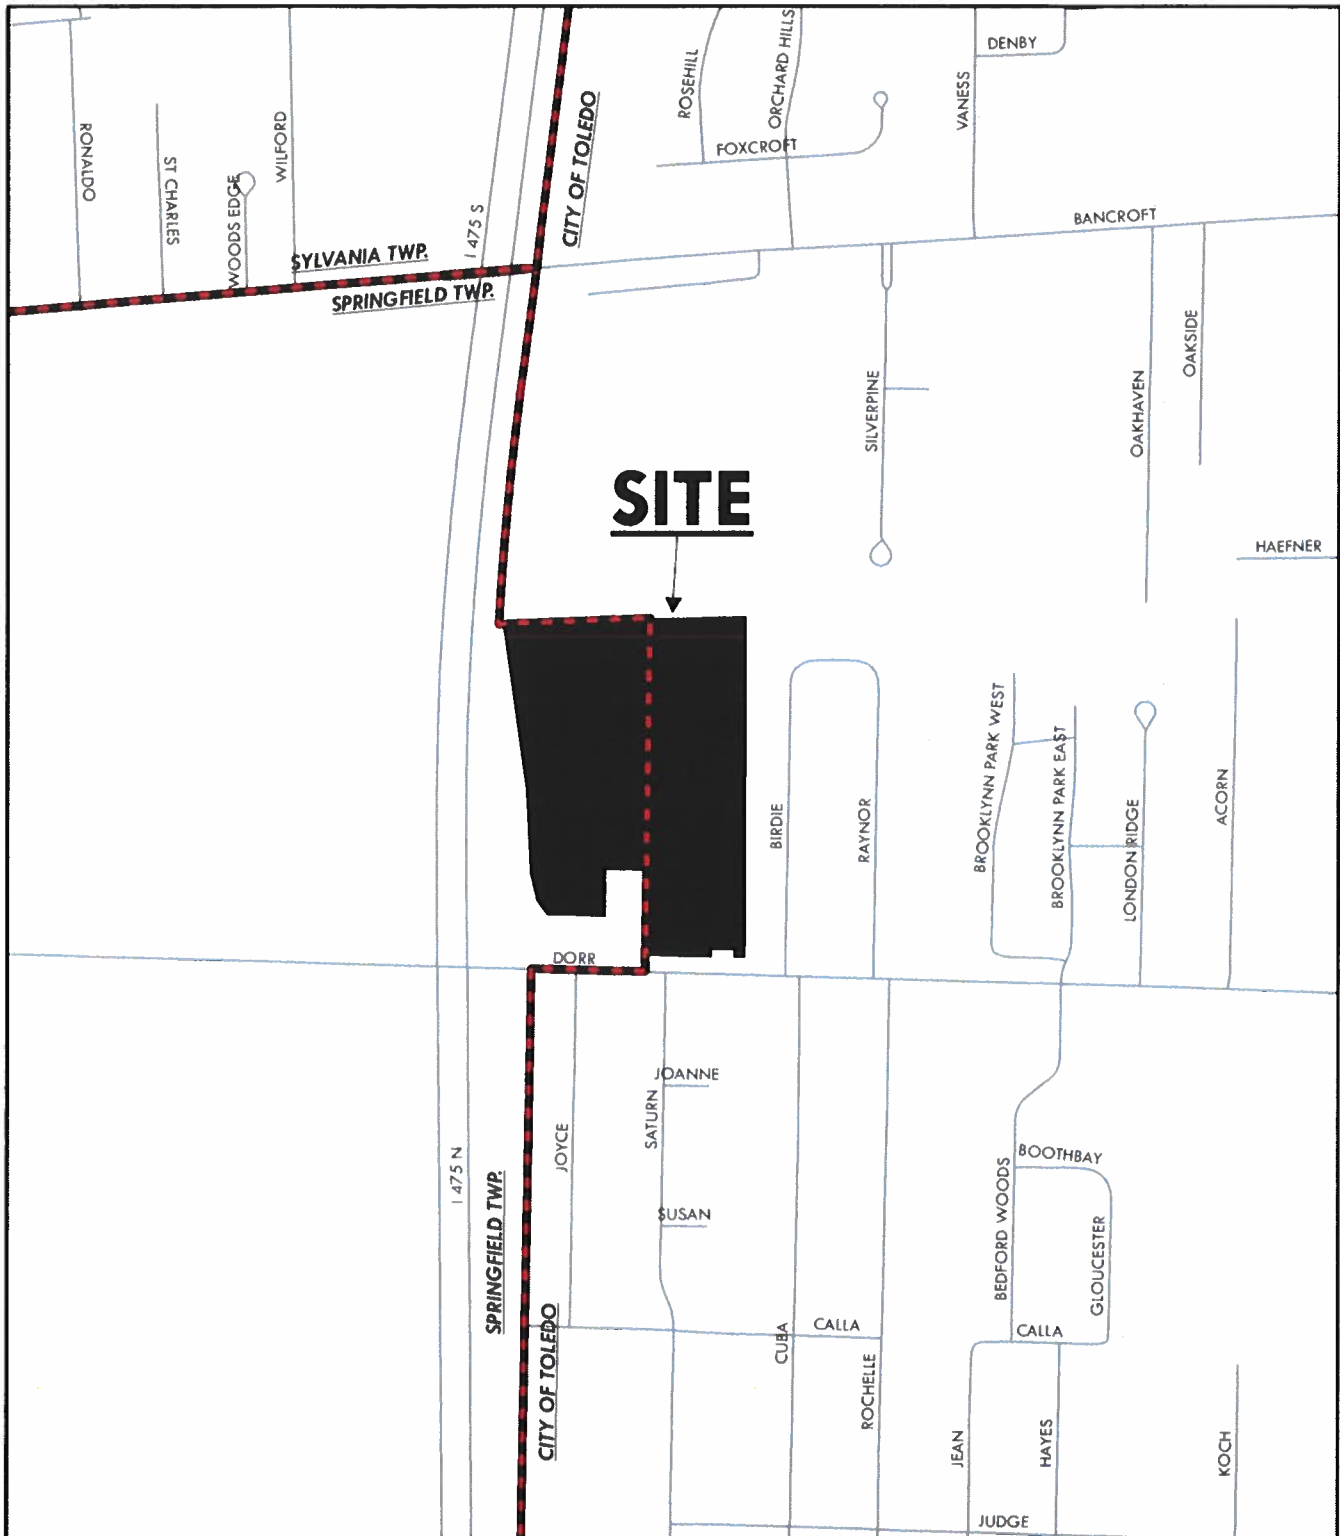 DENBY
ORCHARD HILLS
ROSEHILL
VANESS
CITY OF TOLEDO
RONALDO
ST CHARLES
WOODS EDGE
WILFORD
FOXCROFT
I 475 S
BANCROFT
SYLVANIA TWP.
SPRINGFIELD TWP.
OAKSIDE
SILVERPINE
OAKHAVEN
SITE
HAEFNER
BIRDIE
RAYNOR
BROOKLYNN PARK WEST
BROOKLYNN PARK EAST
LONDON RIDGE
ACORN
DORR
JOANNE
SATURN
JOYCE
I 475 N
SPRINGFIELD TWP.
BOOTHBAY
BEDFORD WOODS
SUSAN
GLOUCESTER
CITY OF TOLEDO
CUBA
CALLA
CALLA
ROCHELLE
JEAN
HAYES
KOCH
JUDGE